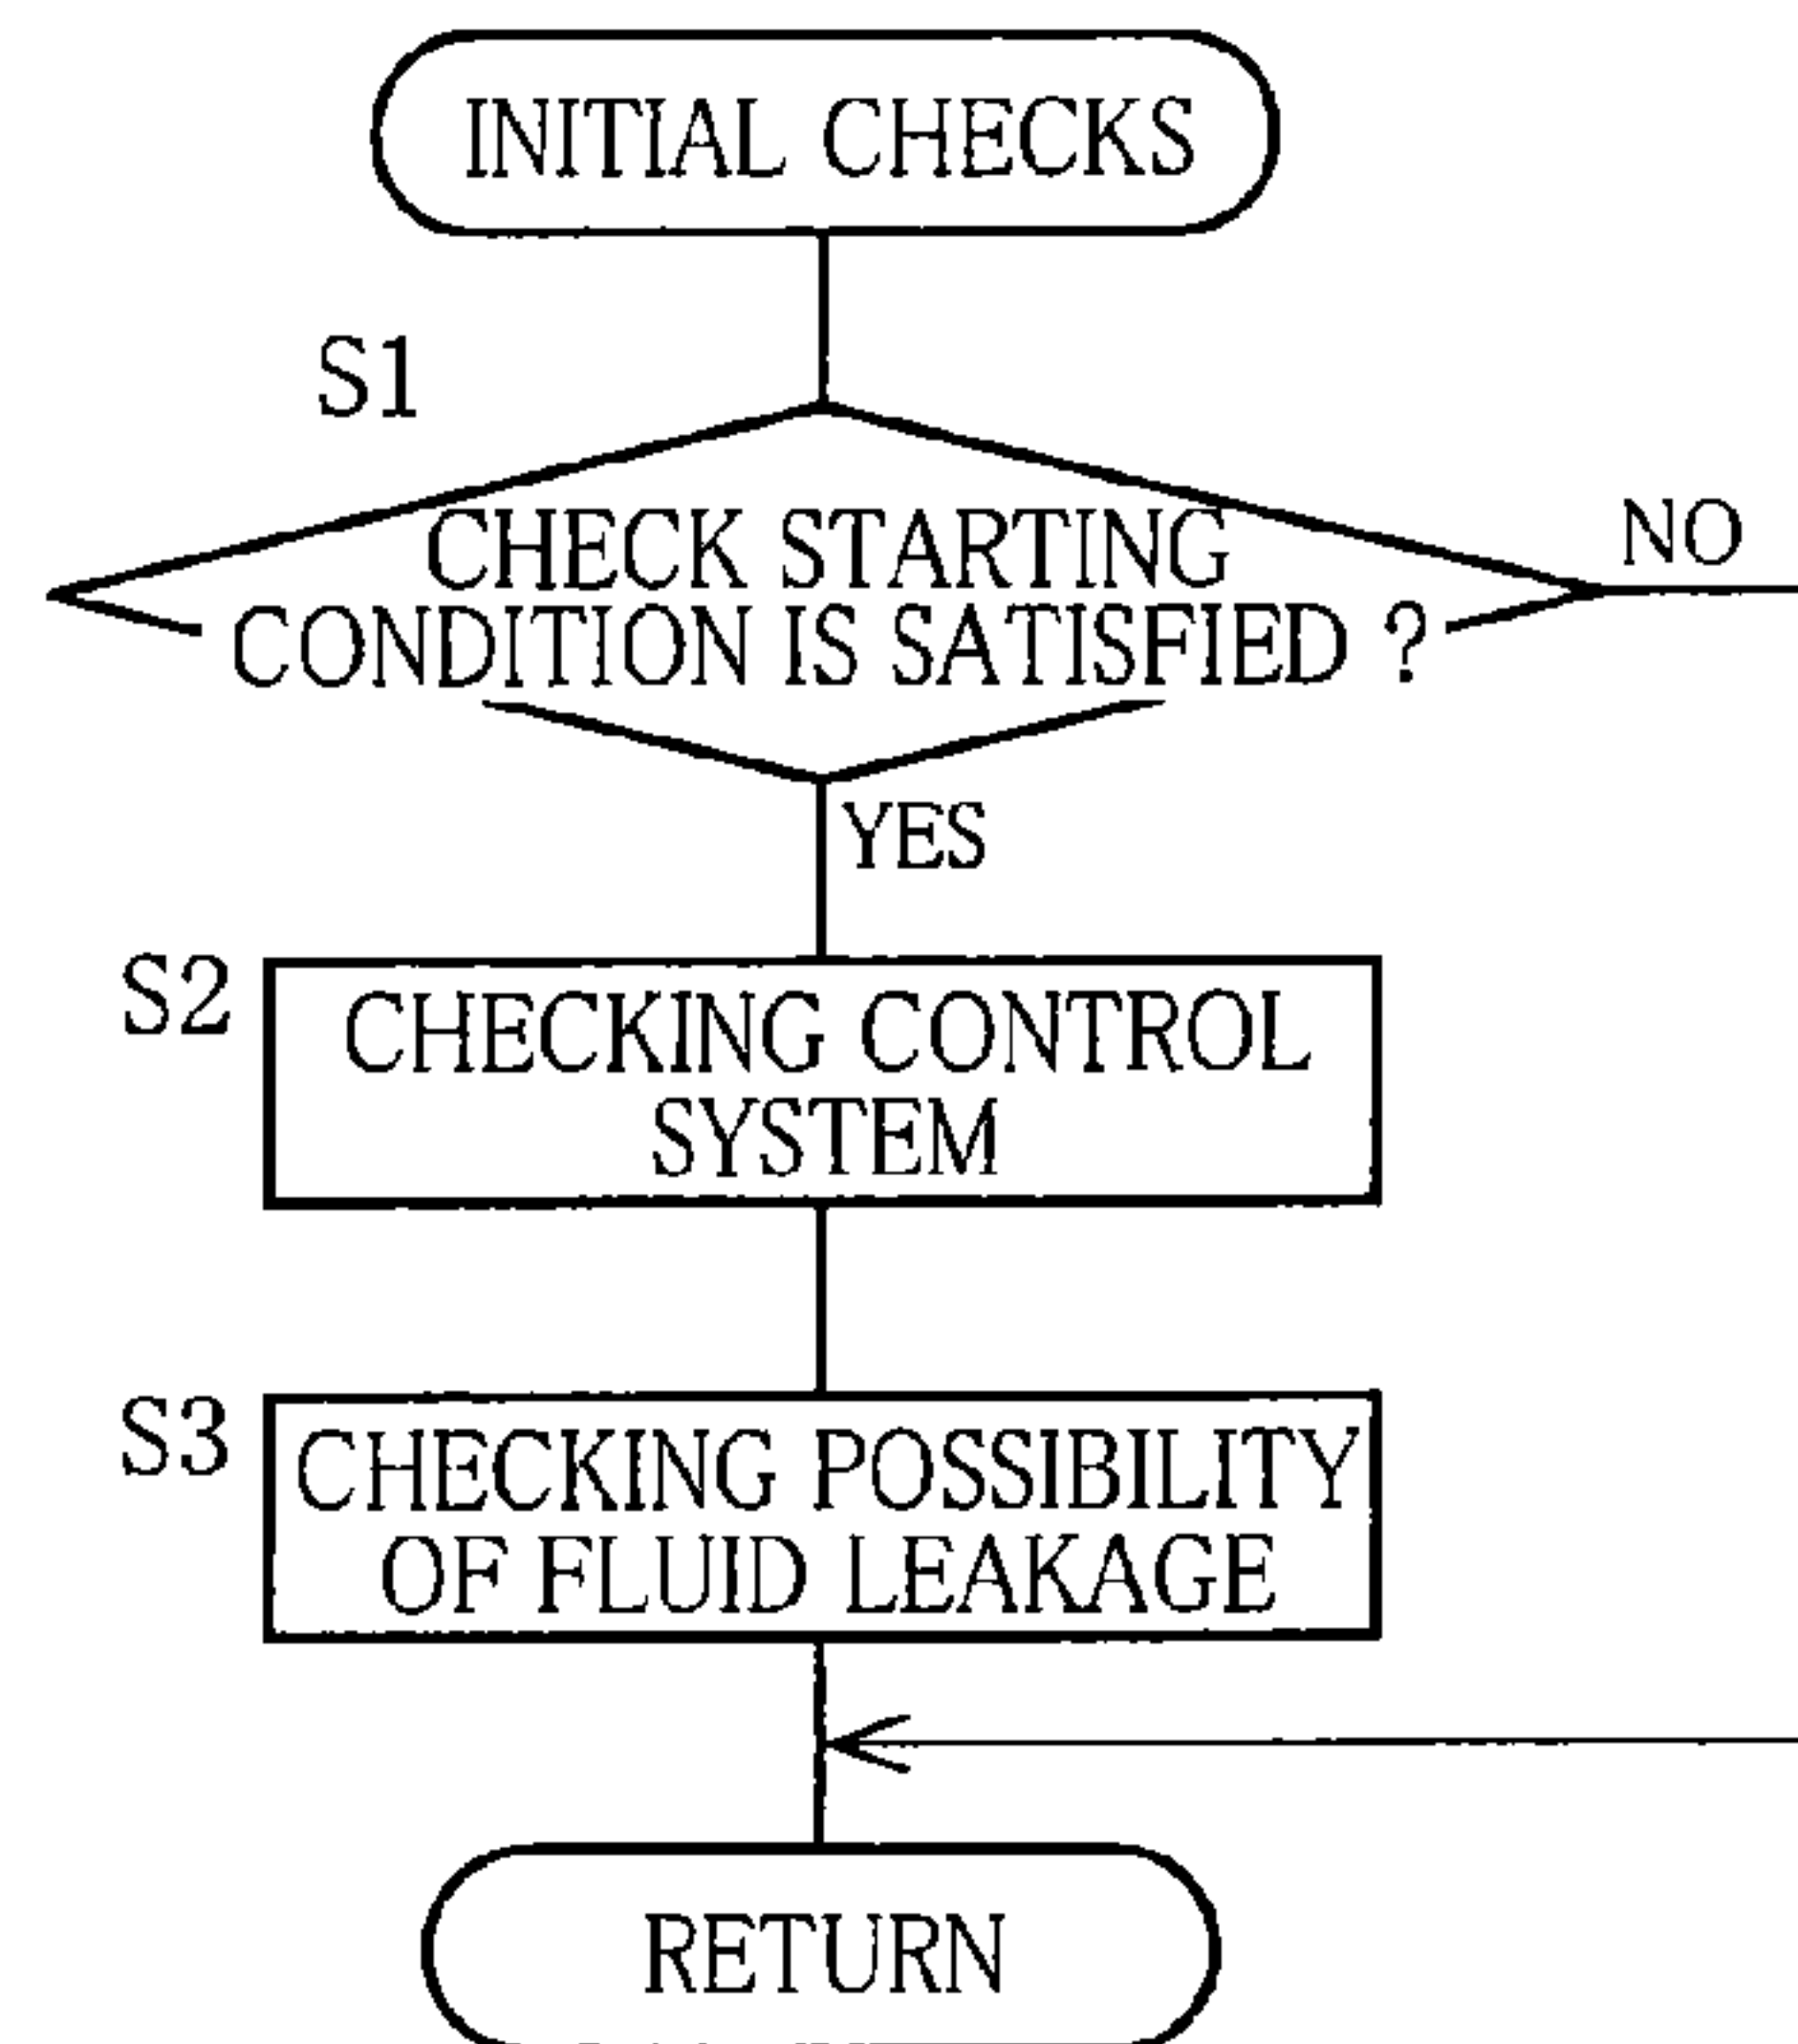 INITIAL CHECKS
S1
CHECK STARTING
CONDITION IS SATISFIED ?
NO
YES
S2
CHECKING CONTROL
SYSTEM
S3
CHECKING POSSIBILITY
OF FLUID LEAKAGE
RETURN